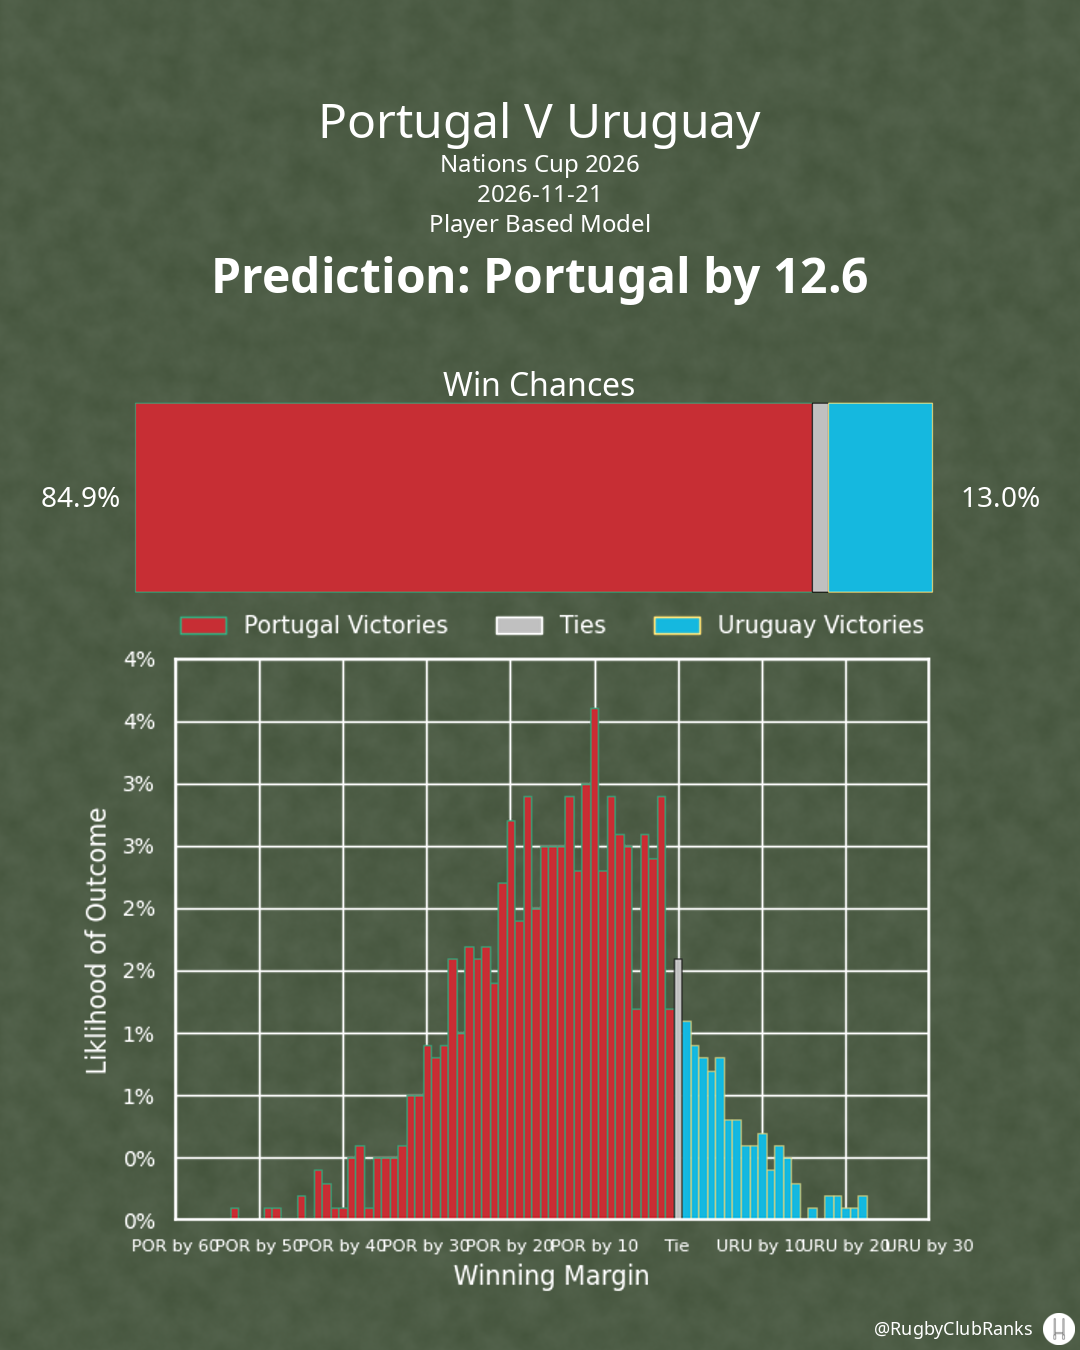 Portugal V Uruguay
Nations Cup 2026
2026-11-21
Player Based Model
Prediction: Portugal by 12.6
Win Chances
84.9%
13.0%
Portugal Victories
Ties
Uruguay Victories
4%
4%
3%
3%
2%
2%
1%
1%
0%
0%
Liklihood of Outcome
POR by 60
POR by 50
POR by 40
POR by 30
POR by 20
POR by 10
Tie
URU by 10
URU by 20
URU by 30
Winning Margin
@RugbyClubRanks